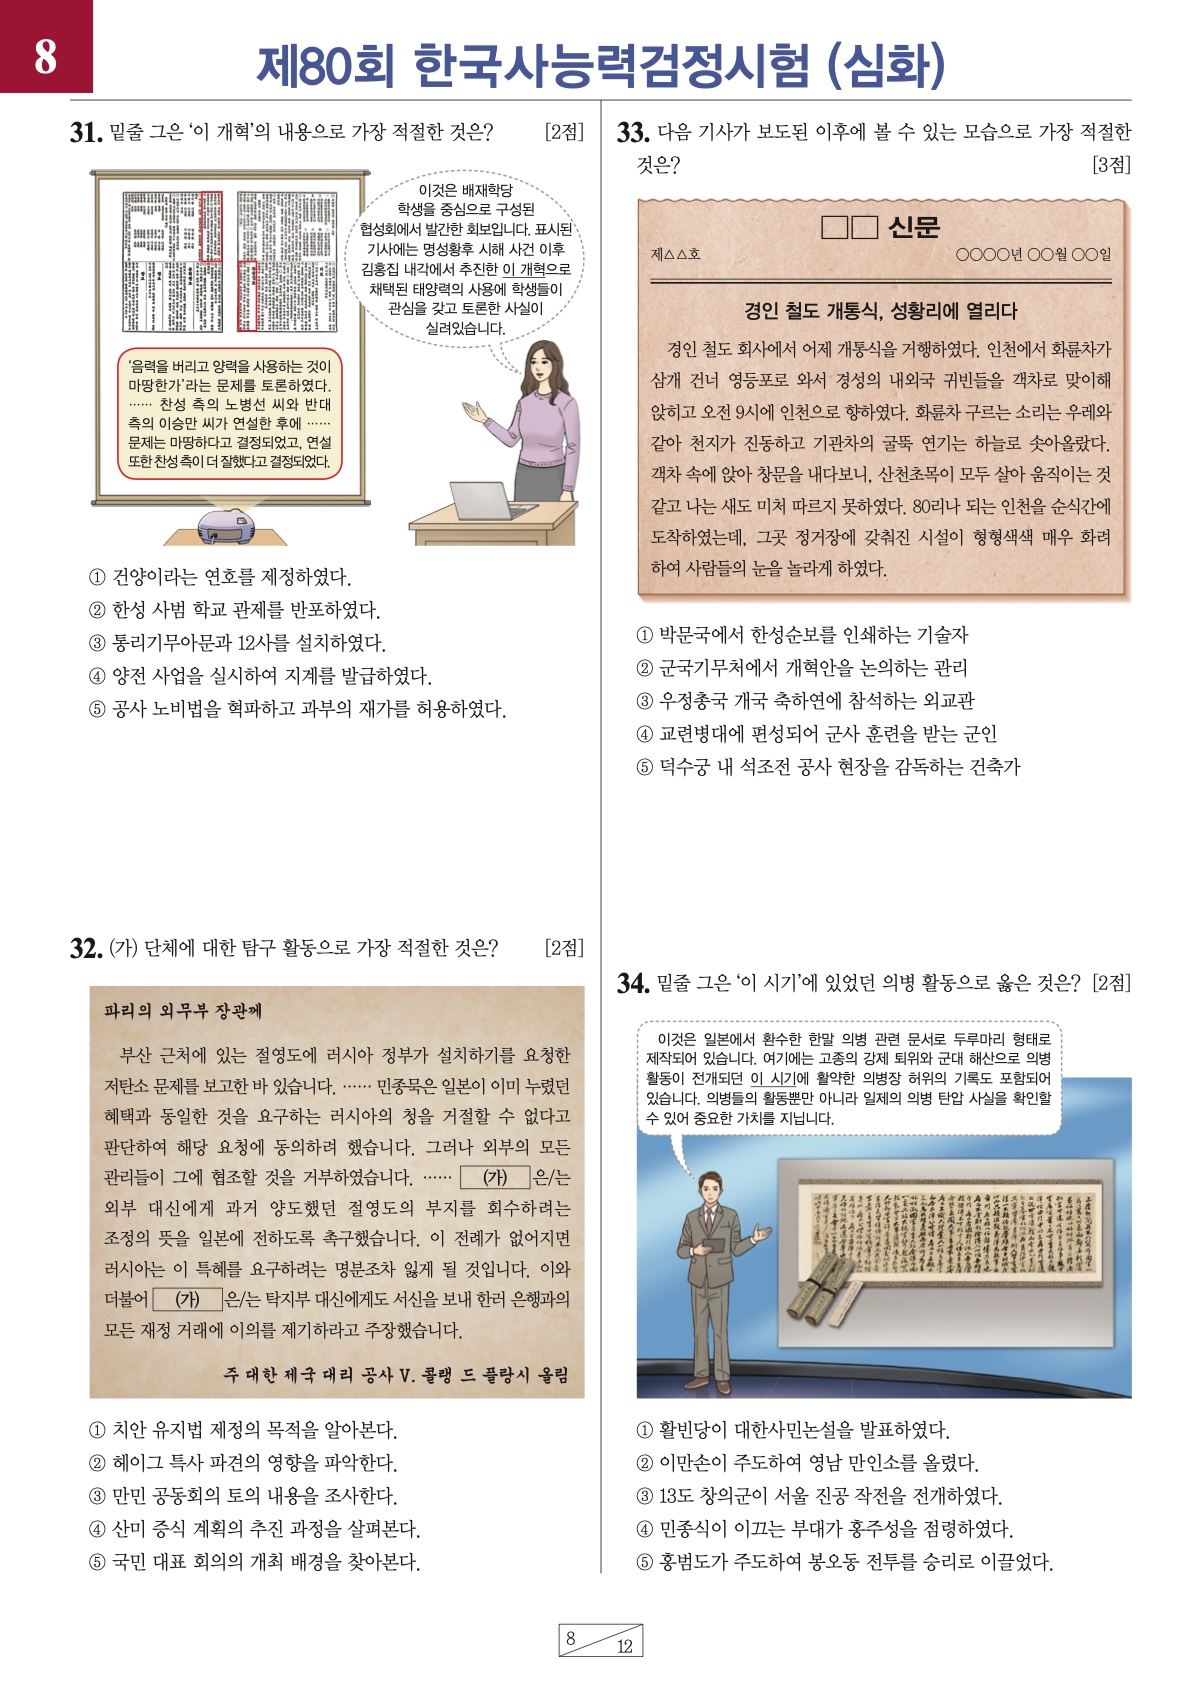 8
제80회 한국사능력검정시험 (심화)
31. 밑줄 그은 ‘이 개혁’의 내용으로 가장 적절한 것은? [2점]
이것은 배재학당
학생을 중심으로 구성된
협성회에서 발간한 회보입니다. 표시된
기사에는 명성황후 시해 사건 이후
김홍집 내각에서 추진한 이 개혁으로
채택된 태양력의 사용에 학생들이
관심을 갖고 토론한 사실이
실려있습니다.
‘음력을 버리고 양력을 사용하는 것이
마땅한가’라는 문제를 토론하였다.
…… 찬성 측의 노병선 씨와 반대
측의 이승만 씨가 연설한 후에 ……
문제는 마땅하다고 결정되었고, 연설
또한 찬성 측이 더 잘했다고 결정되었다.
① 건양이라는 연호를 제정하였다.
② 한성 사범 학교 관제를 반포하였다.
③ 통리기무아문과 12사를 설치하였다.
④ 양전 사업을 실시하여 지계를 발급하였다.
⑤ 공사 노비법을 혁파하고 과부의 재가를 허용하였다.
32. (가) 단체에 대한 탐구 활동으로 가장 적절한 것은? [2점]
파리의 외무부 장관께
부산 근처에 있는 절영도에 러시아 정부가 설치하기를 요청한
저탄소 문제를 보고한 바 있습니다. …… 민종묵은 일본이 이미 누렸던
혜택과 동일한 것을 요구하는 러시아의 청을 거절할 수 없다고
판단하여 해당 요청에 동의하려 했습니다. 그러나 외부의 모든
관리들이 그에 협조할 것을 거부하였습니다. …… (가) 은/는
외부 대신에게 과거 양도했던 절영도의 부지를 회수하려는
조정의 뜻을 일본에 전하도록 촉구했습니다. 이 전례가 없어지면
러시아는 이 특혜를 요구하려는 명분조차 잃게 될 것입니다. 이와
더불어 (가) 은/는 탁지부 대신에게도 서신을 보내 한러 은행과의
모든 재정 거래에 이의를 제기하라고 주장했습니다.
주 대한 제국 대리 공사 V. 콜랭 드 플랑시 올림
① 치안 유지법 제정의 목적을 알아본다.
② 헤이그 특사 파견의 영향을 파악한다.
③ 만민 공동회의 토의 내용을 조사한다.
④ 산미 증식 계획의 추진 과정을 살펴본다.
⑤ 국민 대표 회의의 개최 배경을 찾아본다.
33. 다음 기사가 보도된 이후에 볼 수 있는 모습으로 가장 적절한
것은? [3점]
□□ 신문
제△△호 ○○○○년 ○○월 ○○일
경인 철도 개통식, 성황리에 열리다
경인 철도 회사에서 어제 개통식을 거행하였다. 인천에서 화륜차가
삼개 건너 영등포로 와서 경성의 내외국 귀빈들을 객차로 맞이해
앉히고 오전 9시에 인천으로 향하였다. 화륜차 구르는 소리는 우레와
같아 천지가 진동하고 기관차의 굴뚝 연기는 하늘로 솟아올랐다.
객차 속에 앉아 창문을 내다보니, 산천초목이 모두 살아 움직이는 것
같고 나는 새도 미처 따르지 못하였다. 80리나 되는 인천을 순식간에
도착하였는데, 그곳 정거장에 갖춰진 시설이 형형색색 매우 화려
하여 사람들의 눈을 놀라게 하였다.
① 박문국에서 한성순보를 인쇄하는 기술자
② 군국기무처에서 개혁안을 논의하는 관리
③ 우정총국 개국 축하연에 참석하는 외교관
④ 교련병대에 편성되어 군사 훈련을 받는 군인
⑤ 덕수궁 내 석조전 공사 현장을 감독하는 건축가
34. 밑줄 그은 ‘이 시기’에 있었던 의병 활동으로 옳은 것은? [2점]
이것은 일본에서 환수한 한말 의병 관련 문서로 두루마리 형태로
제작되어 있습니다. 여기에는 고종의 강제 퇴위와 군대 해산으로 의병
활동이 전개되던 이 시기에 활약한 의병장 허위의 기록도 포함되어
있습니다. 의병들의 활동뿐만 아니라 일제의 의병 탄압 사실을 확인할
수 있어 중요한 가치를 지닙니다.
① 활빈당이 대한사민논설을 발표하였다.
② 이만손이 주도하여 영남 만인소를 올렸다.
③ 13도 창의군이 서울 진공 작전을 전개하였다.
④ 민종식이 이끄는 부대가 홍주성을 점령하였다.
⑤ 홍범도가 주도하여 봉오동 전투를 승리로 이끌었다.
8
12